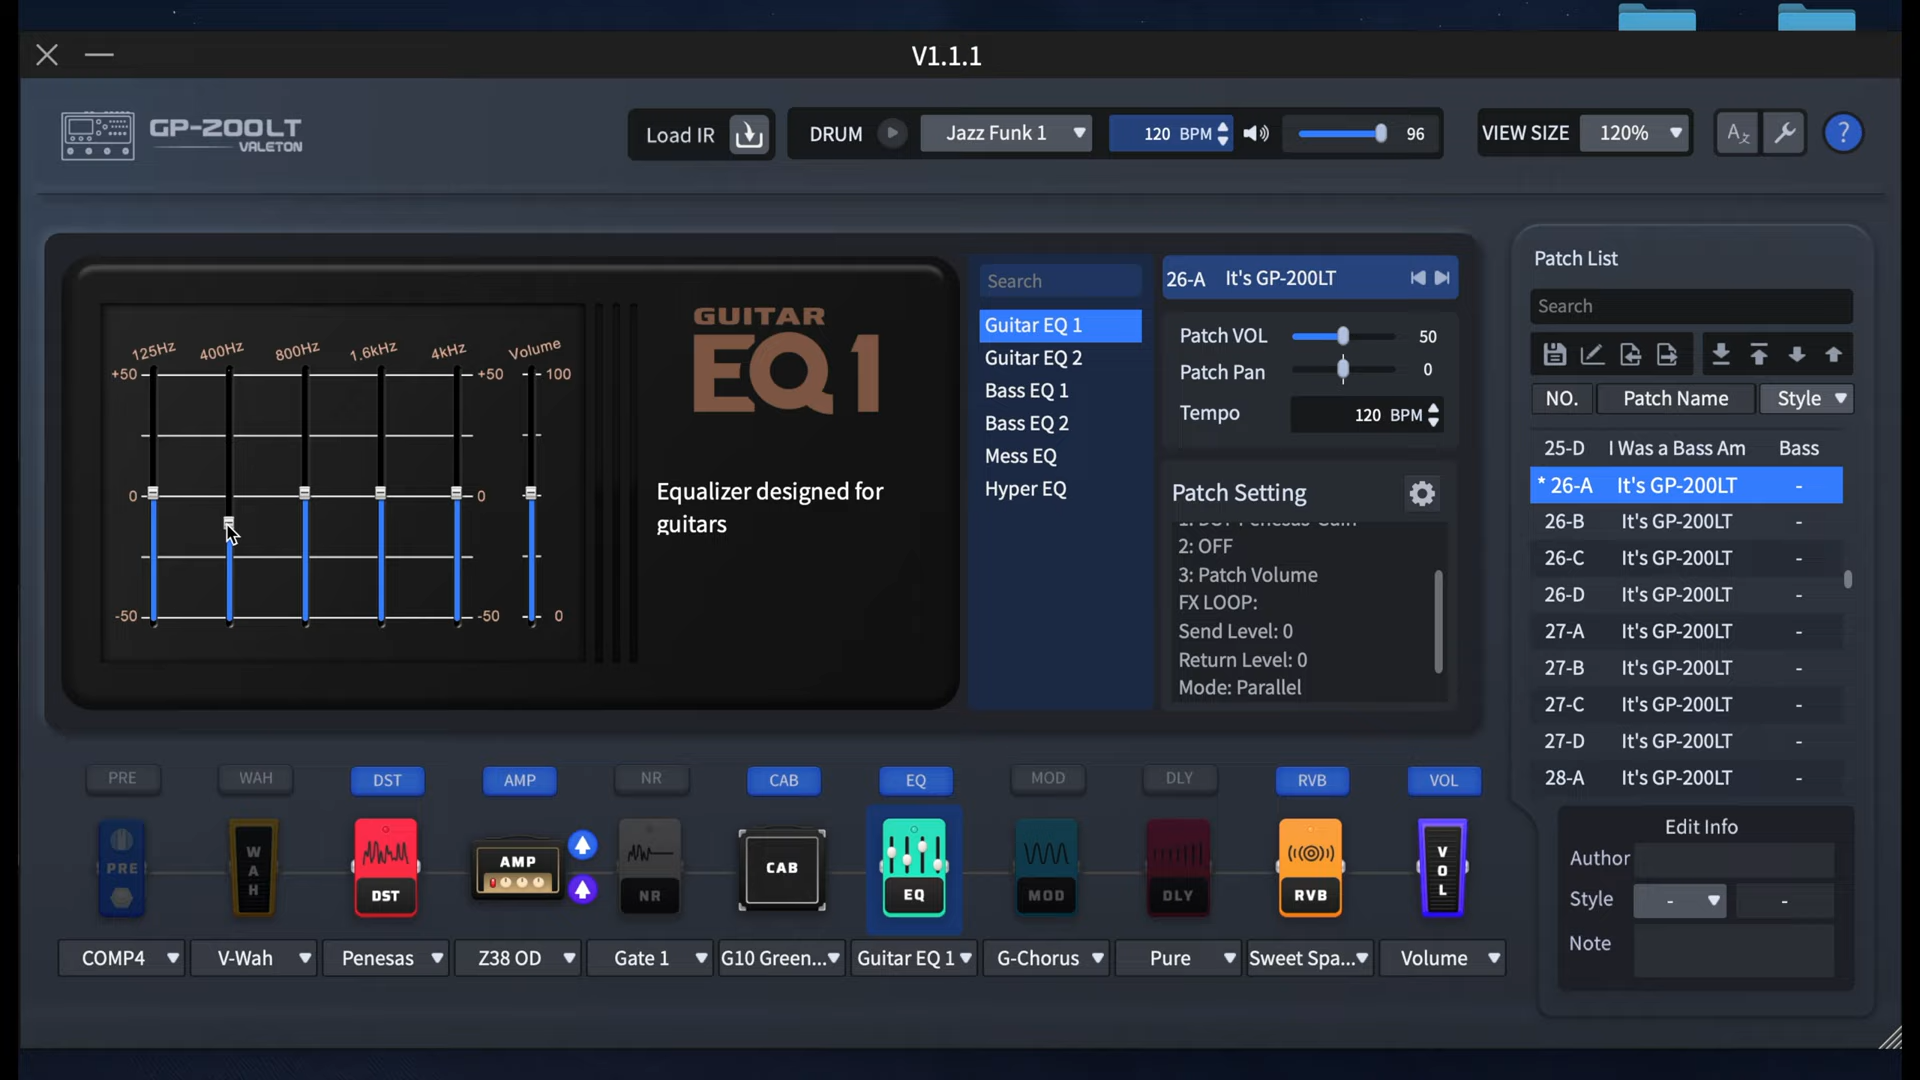 V1.1.1
GP-200LT
VALETON
Load IR
DRUM
Jazz Funk 1
120 BPM
96
VIEW SIZE
120%
?
125Hz 400Hz 800Hz 1.6kHz 4kHz Volume
+50 +50 100
0 0
-50 -50 0
GUITAR
EQ1
Equalizer designed for
guitars
Search
Guitar EQ 1
Guitar EQ 2
Bass EQ 1
Bass EQ 2
Mess EQ
Hyper EQ
26-A It's GP-200LT
Patch VOL 50
Patch Pan 0
Tempo 120 BPM
Patch Setting
2: OFF
3: Patch Volume
FX LOOP:
Send Level: 0
Return Level: 0
Mode: Parallel
Patch List
Search
NO. Patch Name Style
25-D I Was a Bass Am Bass
* 26-A It's GP-200LT -
26-B It's GP-200LT -
26-C It's GP-200LT -
26-D It's GP-200LT -
27-A It's GP-200LT -
27-B It's GP-200LT -
27-C It's GP-200LT -
27-D It's GP-200LT -
28-A It's GP-200LT -
Edit Info
Author
Style - -
Note
PRE WAH DST AMP NR CAB EQ MOD DLY RVB VOL
PRE WAH DST AMP NR CAB EQ MOD DLY RVB VOL
COMP4 V-Wah Penesas Z38 OD Gate 1 G10 Green... Guitar EQ 1 G-Chorus Pure Sweet Spa... Volume